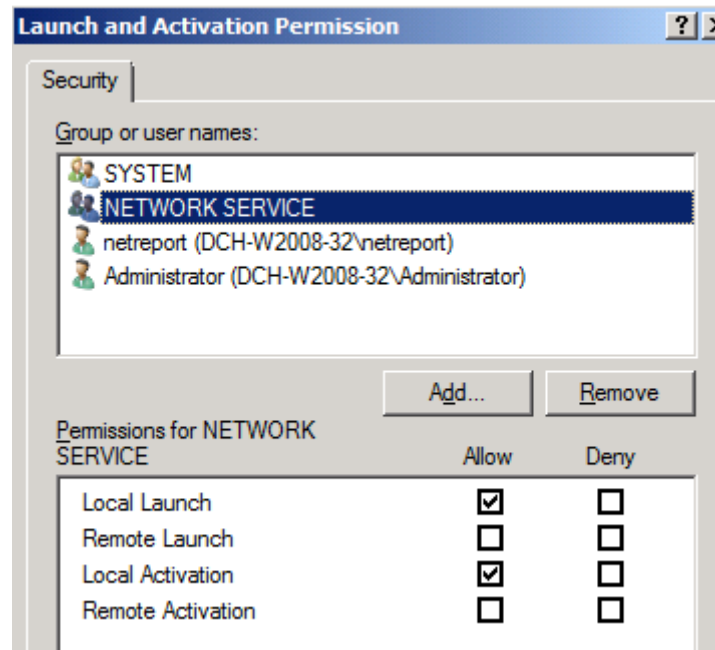 Launch and Activation Permission
Security
Group or user names:
SYSTEM
NETWORK SERVICE
netreport (DCH-W2008-32\netreport)
Administrator (DCH-W2008-32\Administrator)
Add... Remove
Permissions for NETWORK
SERVICE Allow Deny
Local Launch
Remote Launch
Local Activation
Remote Activation